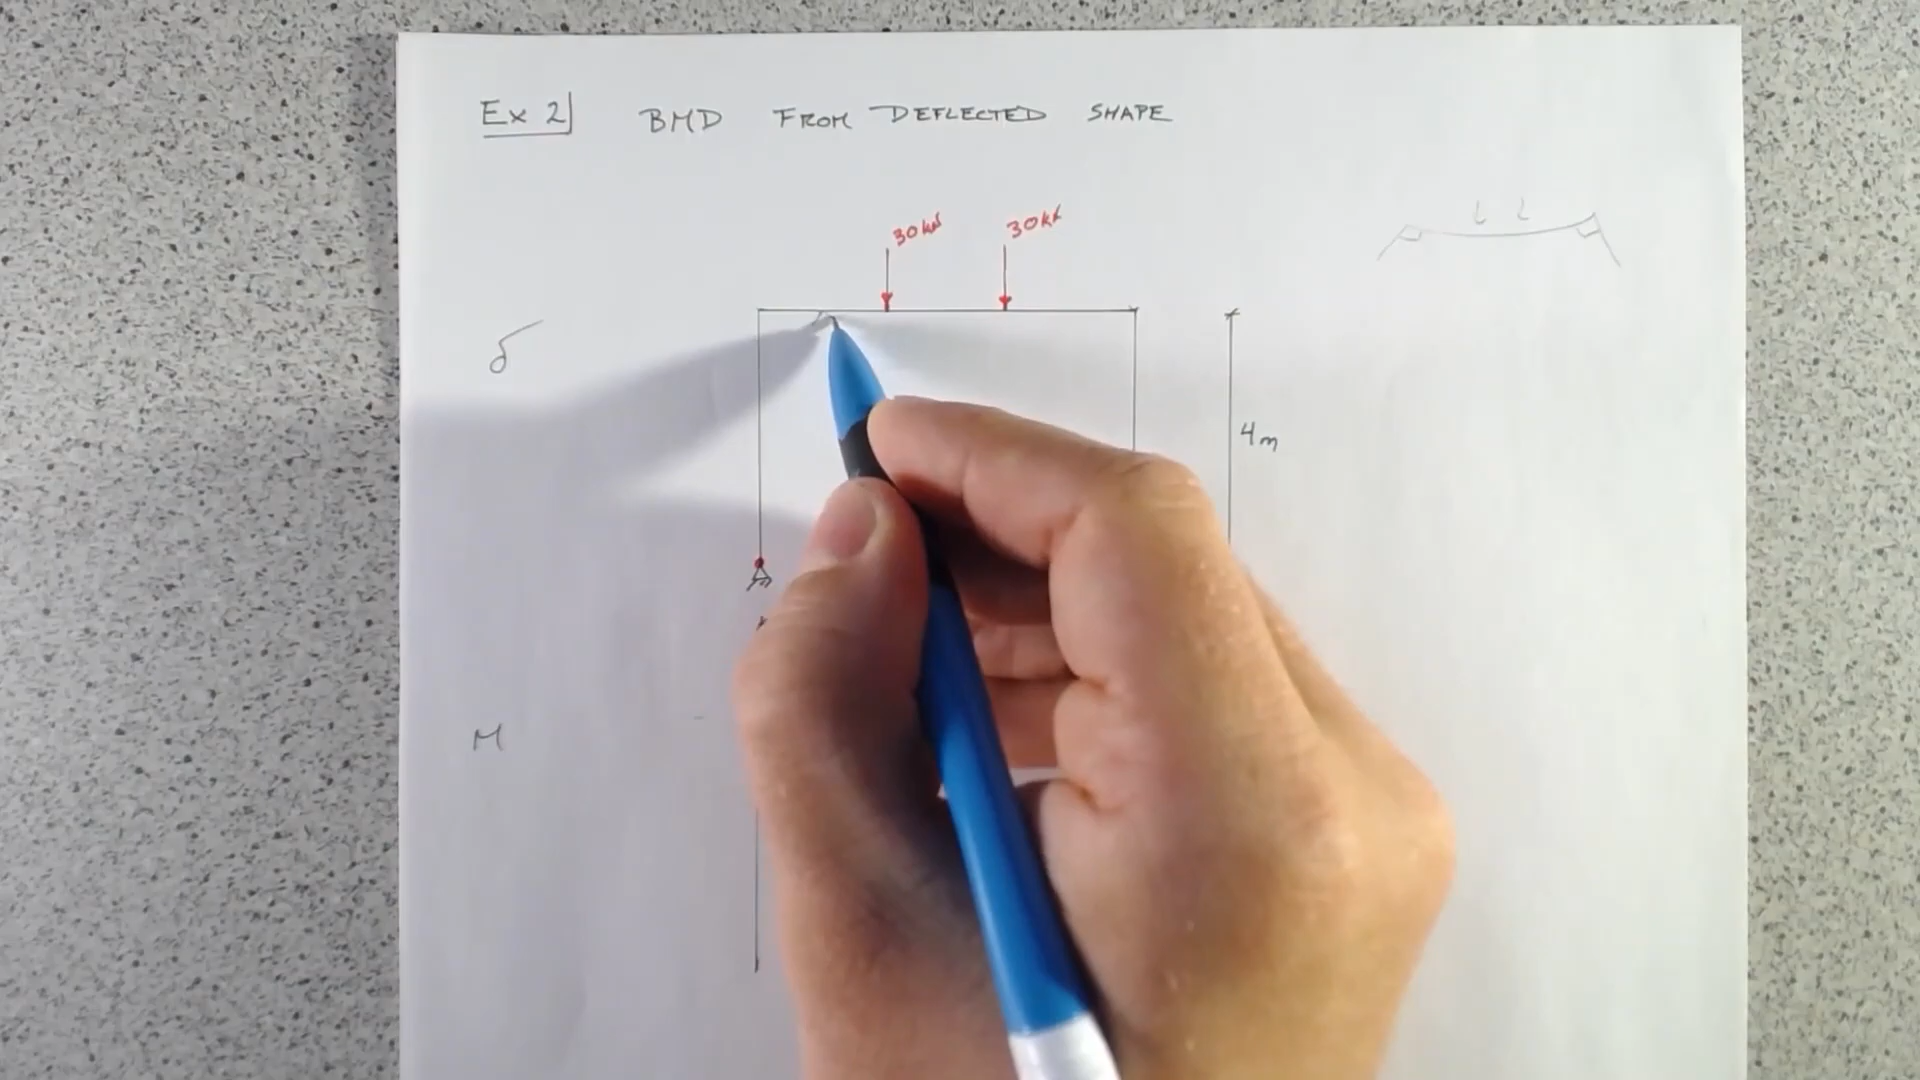 Ex 2 BMD FROM DEFLECTED SHAPE
30kN 30kN
δ
4m
M